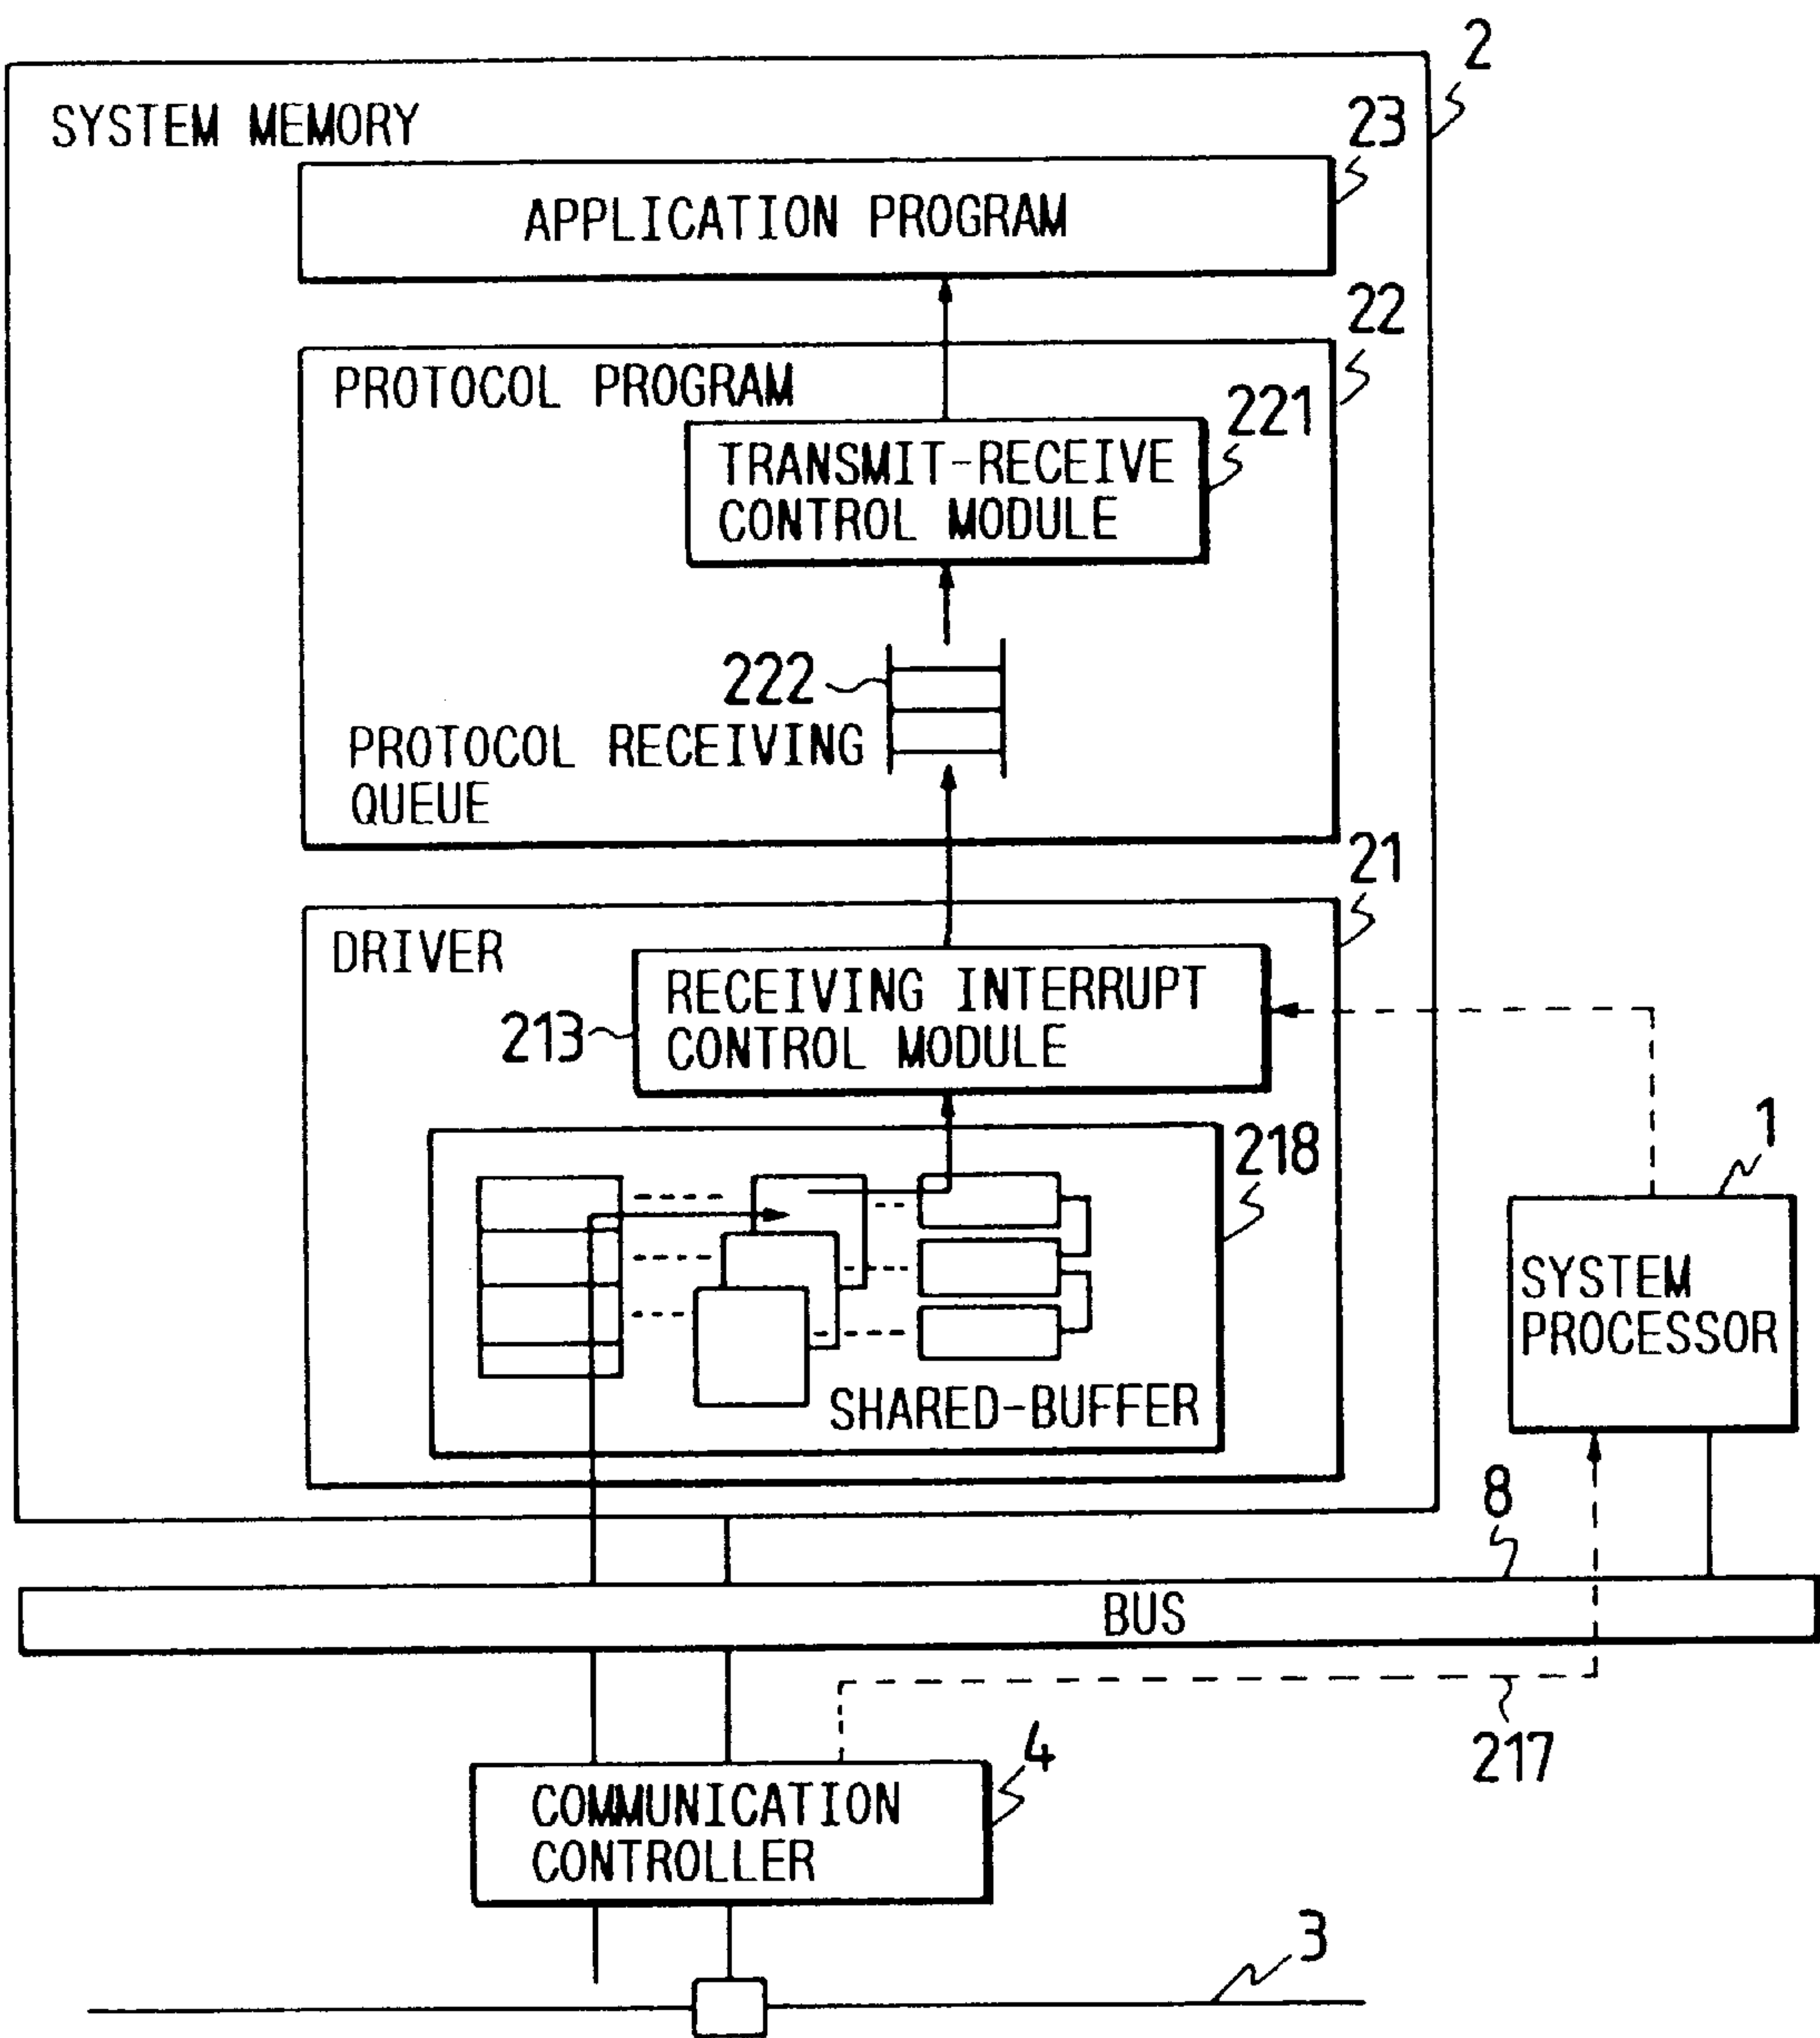 2
SYSTEM MEMORY
23
APPLICATION PROGRAM
22
PROTOCOL PROGRAM
221
TRANSMIT-RECEIVE
CONTROL MODULE
222
PROTOCOL RECEIVING
QUEUE
21
DRIVER
RECEIVING INTERRUPT
CONTROL MODULE
213
1
218
SYSTEM
PROCESSOR
SHARED-BUFFER
8
BUS
217
4
COMMUNICATION
CONTROLLER
3